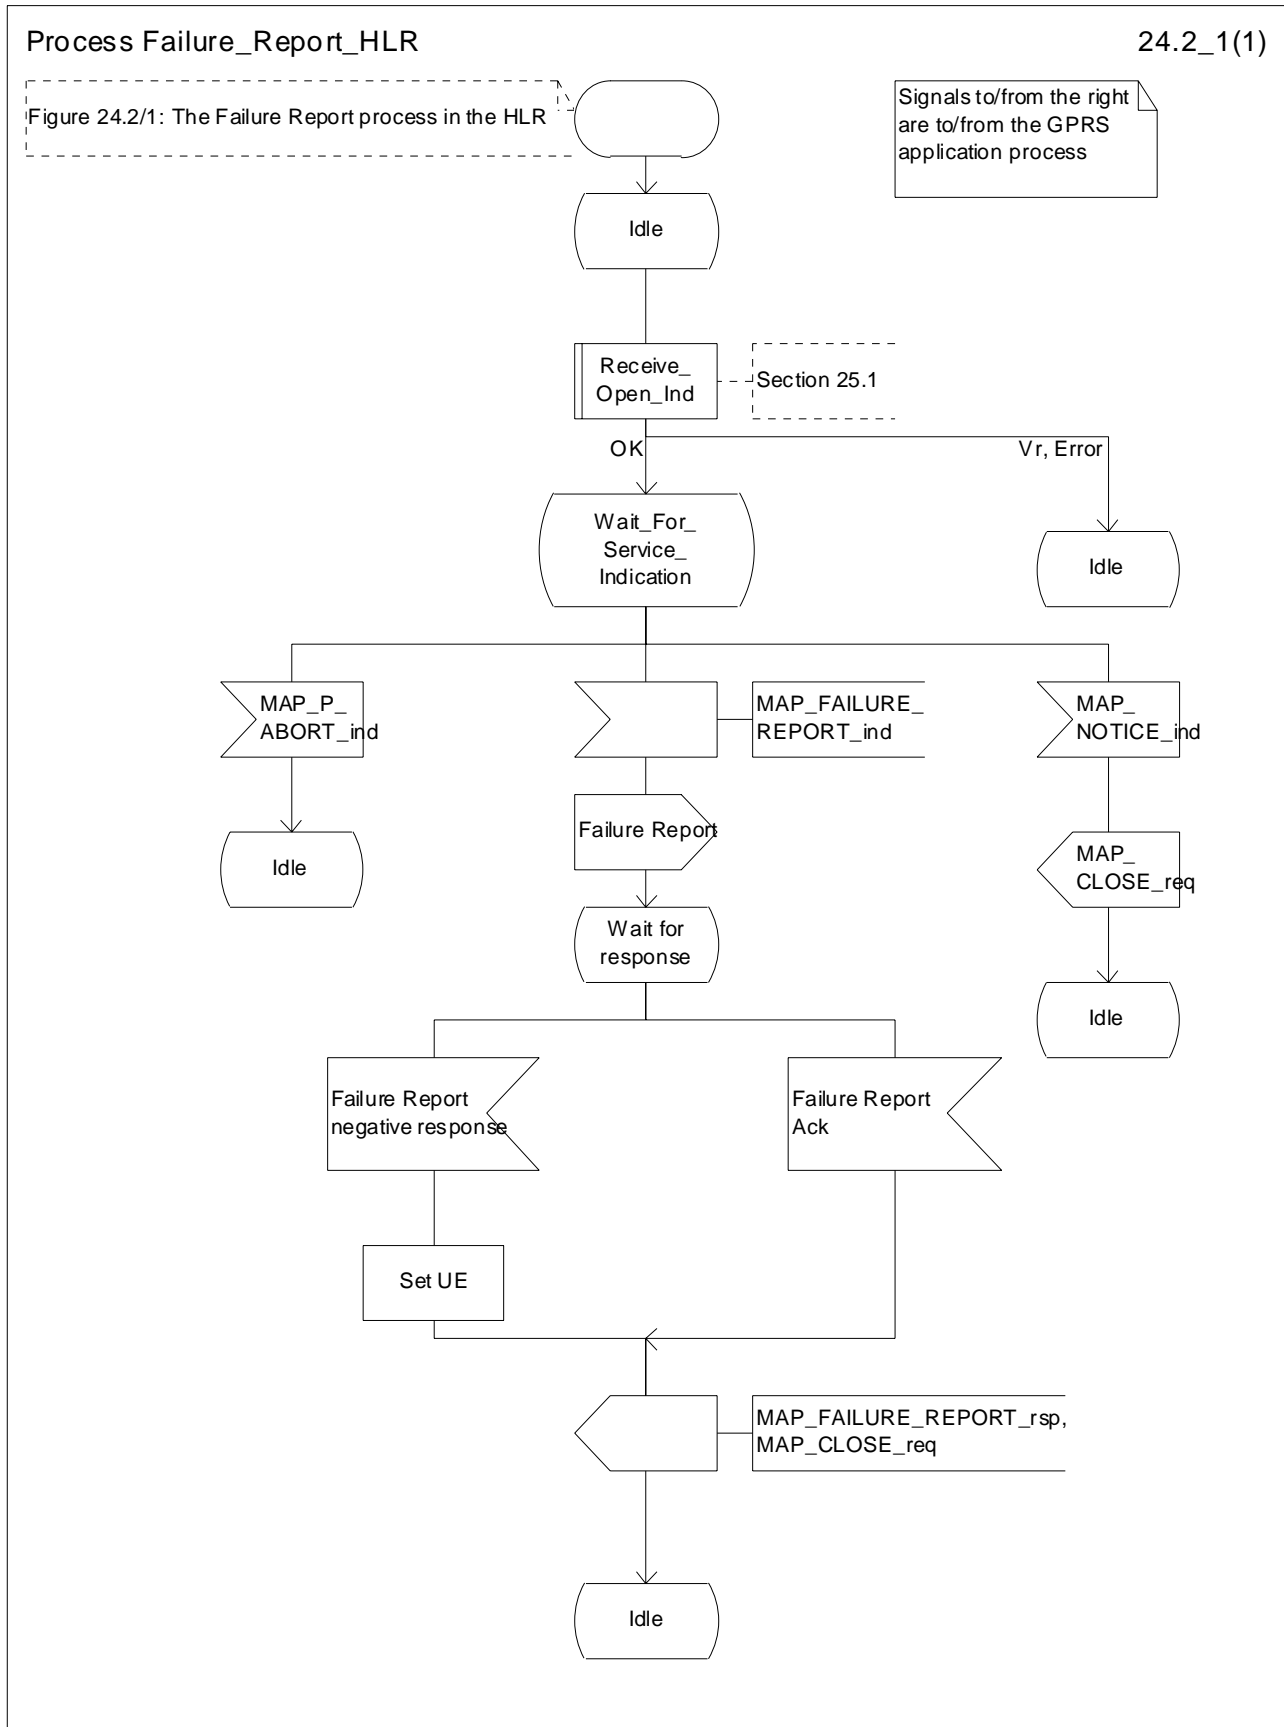 Process Failure_Report_HLR
24.2_1(1)
Figure 24.2/1: The Failure Report process in the HLR
Signals to/from the right
are to/from the GPRS
application process
Idle
Receive_
Open_Ind
Section 25.1
OK
Vr, Error
Wait_For_
Service_
Indication
Idle
MAP_P_
ABORT_ind
MAP_FAILURE_
REPORT_ind
MAP_
NOTICE_ind
Failure Report
Idle
MAP_
CLOSE_req
Wait for
response
Idle
Failure Report
negative response
Failure Report
Ack
Set UE
MAP_FAILURE_REPORT_rsp,
MAP_CLOSE_req
Idle